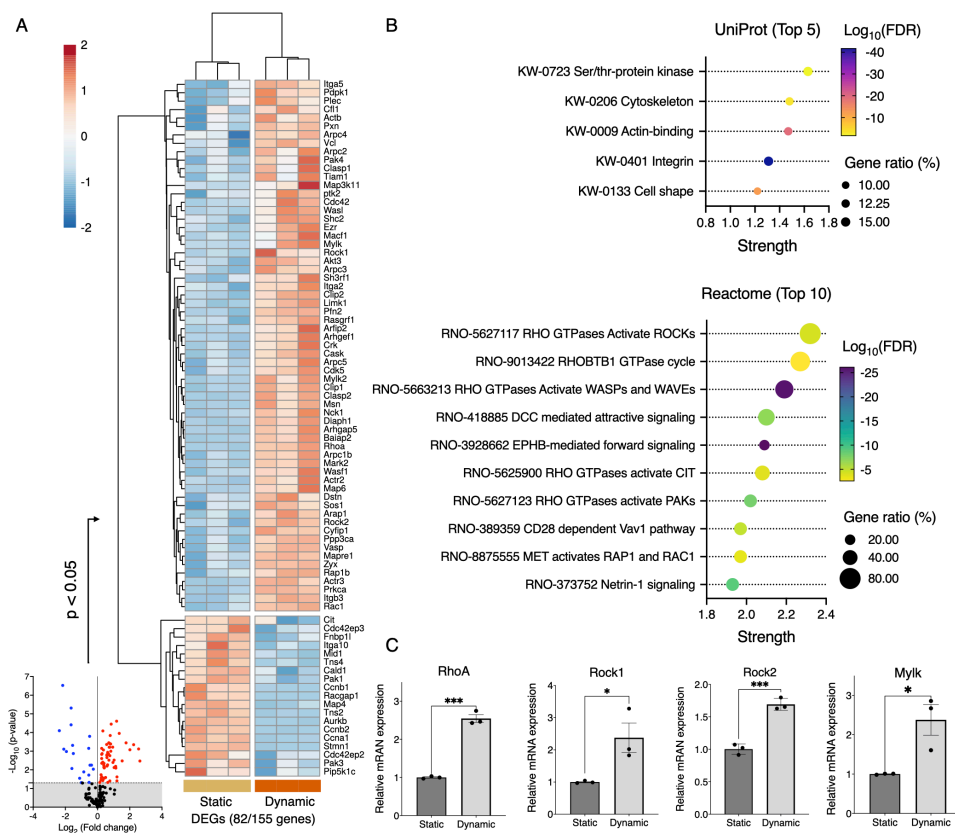 A
2
1
0
-1
-2
Itga5
Pdpk1
Plec
Cfl1
Actb
Pxn
Arpc4
Vcl
Arpc2
Pak4
Clasp1
Tiam1
Map3k11
ptk2
Cdc42
Wasl
Shc2
Ezr
Macf1
Mylk
Rock1
Akt3
Arpc3
Sh3rf1
Itga2
Clip2
Limk1
Pfn2
Rasgrf1
Arfip2
Arhgef1
Crk
Cask
Arpc5
Cdk5
Mylk2
Clip1
Clasp2
Msn
Nck1
Diaph1
Arhgap5
Baiap2
Rhoa
Arpc1b
Mark2
Wasf1
Actr2
Map6
Dstn
Sos1
Arap1
Rock2
Cyfip1
Ppp3ca
Vasp
Mapre1
Zyx
Rap1b
Actr3
Prkca
Itgb3
Rac1
Cit
Cdc42ep3
Fnbp1l
Itga10
Mid1
Tns4
Cald1
Pak1
Ccnb1
Racgap1
Map4
Tns2
Aurkb
Ccnb2
Ccna1
Stmn1
Cdc42ep2
Pak3
Pip5k1c
Static
Dynamic
DEGs (82/155 genes)
p < 0.05
-Log10 (p-value)
7
6
5
4
3
2
1
0
-4
-2
0
2
4
Log2 (Fold change)
B
UniProt (Top 5)
KW-0723 Ser/thr-protein kinase
KW-0206 Cytoskeleton
KW-0009 Actin-binding
KW-0401 Integrin
KW-0133 Cell shape
0.8 1.0 1.2 1.4 1.6 1.8
Strength
Log10(FDR)
-40
-30
-20
-10
Gene ratio (%)
10.00
12.25
15.00
Reactome (Top 10)
RNO-5627117 RHO GTPases Activate ROCKs
RNO-9013422 RHOBTB1 GTPase cycle
RNO-5663213 RHO GTPases Activate WASPs and WAVEs
RNO-418885 DCC mediated attractive signaling
RNO-3928662 EPHB-mediated forward signaling
RNO-5625900 RHO GTPases activate CIT
RNO-5627123 RHO GTPases activate PAKs
RNO-389359 CD28 dependent Vav1 pathway
RNO-8875555 MET activates RAP1 and RAC1
RNO-373752 Netrin-1 signaling
1.8 2.0 2.2 2.4
Strength
Log10(FDR)
-25
-20
-15
-10
-5
Gene ratio (%)
20.00
40.00
80.00
C
RhoA
Relative mRAN expression
4
3
2
1
0
***
Static
Dynamic
Rock1
Relative mRNA expression
4
3
2
1
0
*
Static
Dynamic
Rock2
Relative mRAN expression
2.0
1.5
1.0
0.5
0.0
***
Static
Dynamic
Mylk
Relative mRNA expression
4
3
2
1
0
*
Static
Dynamic